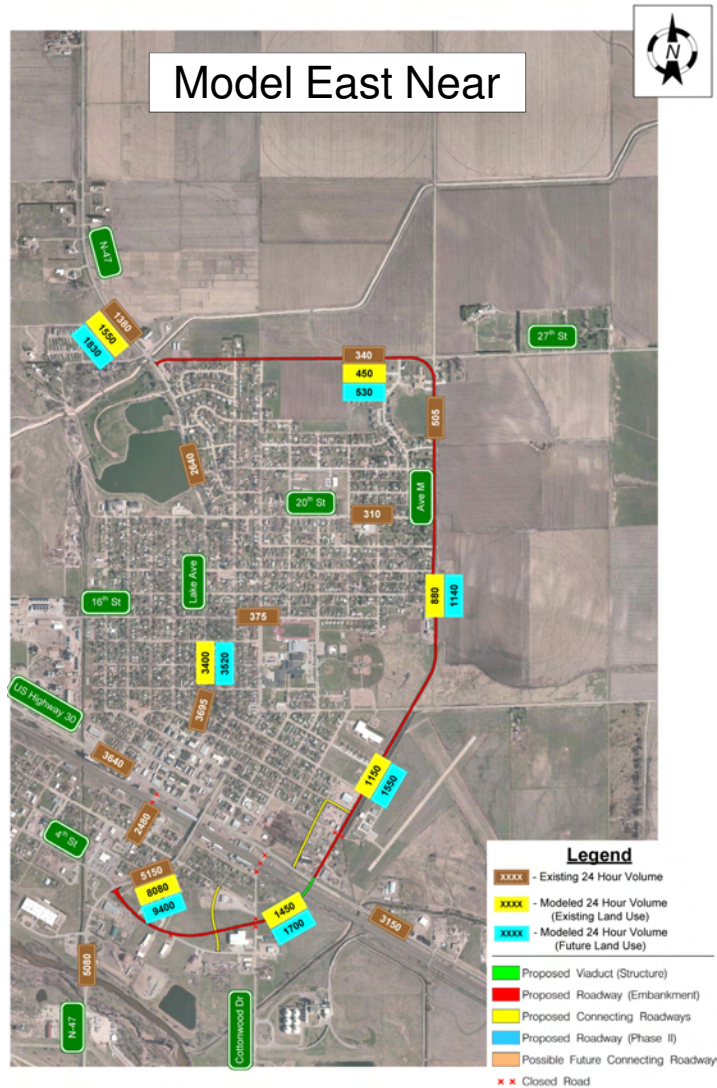 N
Model East Near
N-47
1380
1550
1830
27th St
340
450
530
505
2640
Ave M
20th St
310
Lake Ave
880
1140
16th St
375
3400
3520
US Highway 30
3695
3640
1150
1550
2480
4th St
5150
8080
9400
1450
1700
3150
5080
N-47
Cottonwood Dr
Legend
XXXX - Existing 24 Hour Volume
XXXX - Modeled 24 Hour Volume
(Existing Land Use)
XXXX - Modeled 24 Hour Volume
(Future Land Use)
Proposed Viaduct (Structure)
Proposed Roadway (Embankment)
Proposed Connecting Roadways
Proposed Roadway (Phase II)
Possible Future Connecting Roadway
x x Closed Road